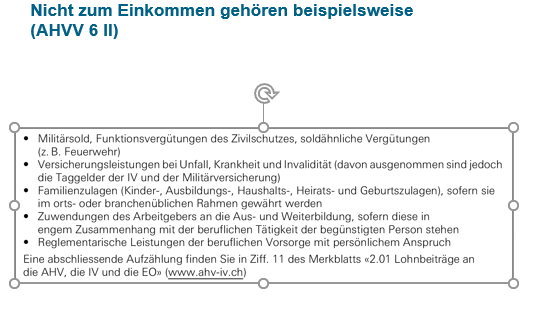 Nicht zum Einkommen gehören beispielsweise
(AHVV 6 II)
• Militärsold, Funktionsvergütungen des Zivilschutzes, soldähnliche Vergütungen
(z. B. Feuerwehr)
• Versicherungsleistungen bei Unfall, Krankheit und Invalidität (davon ausgenommen sind jedoch
die Taggelder der IV und der Militärversicherung)
• Familienzulagen (Kinder-, Ausbildungs-, Haushalts-, Heirats- und Geburtszulagen), sofern sie
im orts- oder branchenüblichen Rahmen gewährt werden
• Zuwendungen des Arbeitgebers an die Aus- und Weiterbildung, sofern diese in
engem Zusammenhang mit der beruflichen Tätigkeit der begünstigten Person stehen
• Reglementarische Leistungen der beruflichen Vorsorge mit persönlichem Anspruch
Eine abschliessende Aufzählung finden Sie in Ziff. 11 des Merkblatts «2.01 Lohnbeiträge an
die AHV, die IV und die EO» (www.ahv-iv.ch)